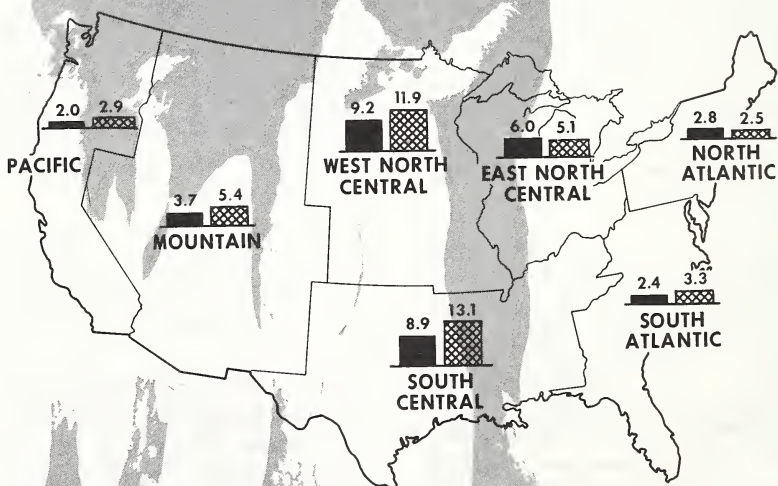 2.0 2.9
PACIFIC
3.7 5.4
MOUNTAIN
9.2 11.9
WEST NORTH
CENTRAL
6.0 5.1
EAST NORTH
CENTRAL
2.8 2.5
NORTH
ATLANTIC
2.4 3.3
SOUTH
ATLANTIC
8.9 13.1
SOUTH
CENTRAL